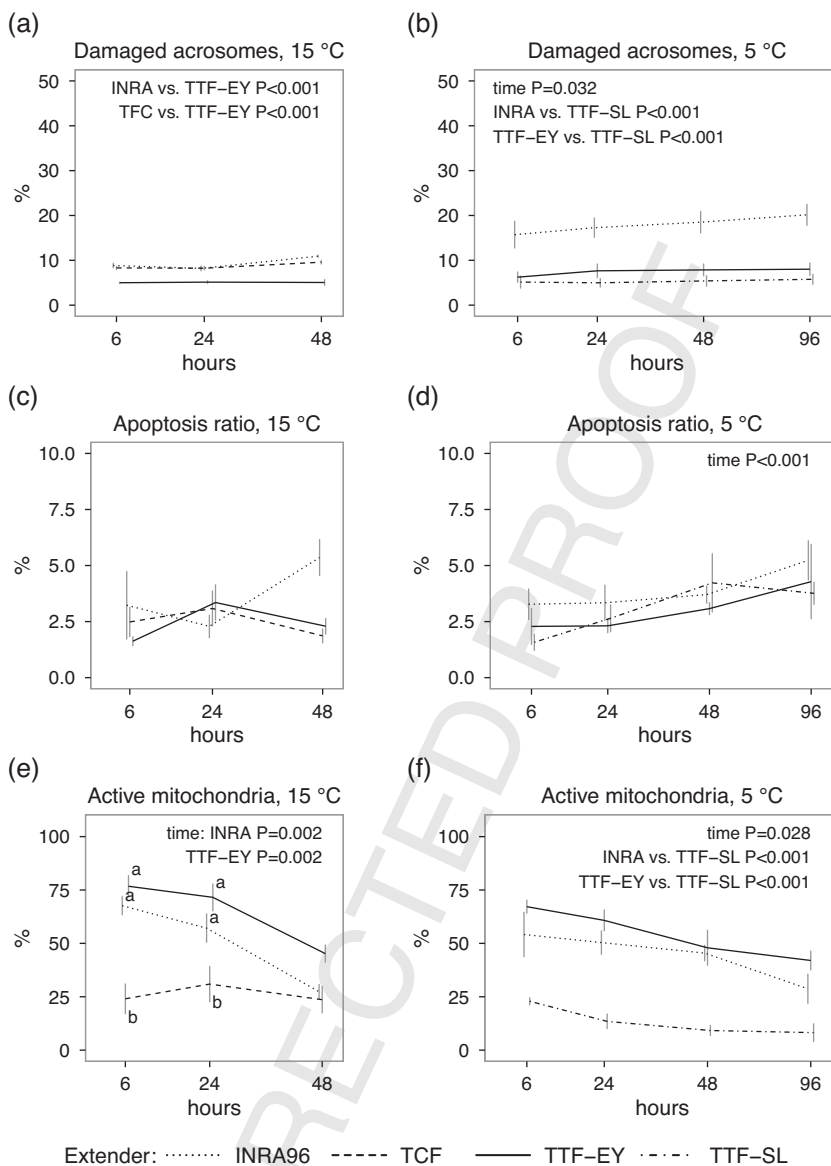 (a)
Damaged acrosomes, 15 °C
INRA vs. TTF−EY P<0.001
TFC vs. TTF−EY P<0.001
50
40
30
20
10
0
%
6 24 48
hours
(b)
Damaged acrosomes, 5 °C
time P=0.032
INRA vs. TTF−SL P<0.001
TTF−EY vs. TTF−SL P<0.001
50
40
30
20
10
0
%
6 24 48 96
hours
(c)
Apoptosis ratio, 15 °C
10.0
7.5
5.0
2.5
0.0
%
6 24 48
hours
(d)
Apoptosis ratio, 5 °C
time P<0.001
10.0
7.5
5.0
2.5
0.0
%
6 24 48 96
hours
(e)
Active mitochondria, 15 °C
time: INRA P=0.002
TTF−EY P=0.002
100
75
50
25
0
%
a a
a a
b b
6 24 48
hours
(f)
Active mitochondria, 5 °C
time P=0.028
INRA vs. TTF−SL P<0.001
TTF−EY vs. TTF−SL P<0.001
100
75
50
25
0
%
6 24 48 96
hours
Extender: INRA96 TCF TTF−EY TTF−SL
RECTED PROOF